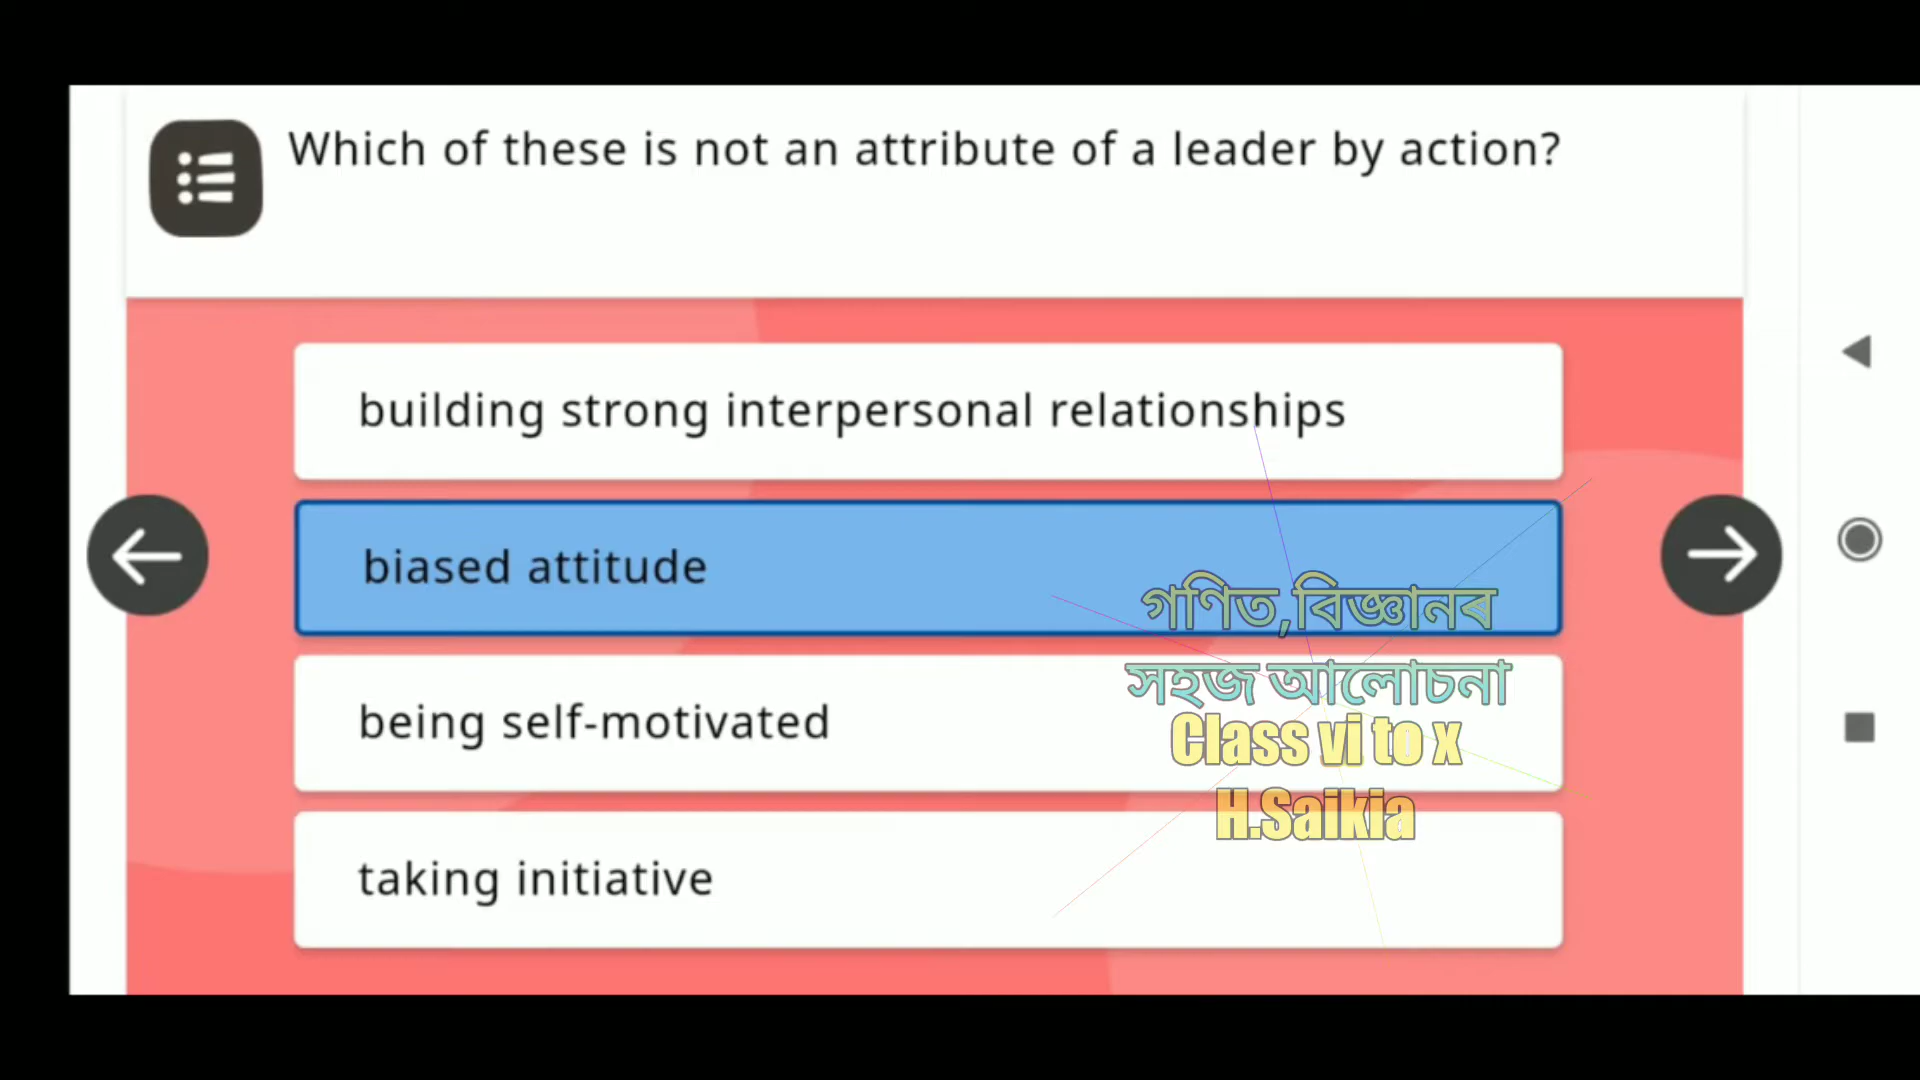 Which of these is not an attribute of a leader by action?
building strong interpersonal relationships
biased attitude
গণিত,বিজ্ঞানৰ
সহজ আলোচনা
being self-motivated
Class vi to x
H.Saikia
taking initiative